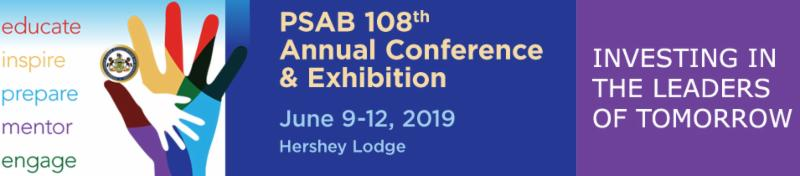 educate
inspire
prepare
mentor
engage
PSAB 108th
Annual Conference
& Exhibition
June 9-12, 2019
Hershey Lodge
INVESTING IN
THE LEADERS
OF TOMORROW